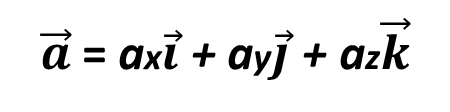 a⃗ = axi⃗ + ayj⃗ + azk⃗